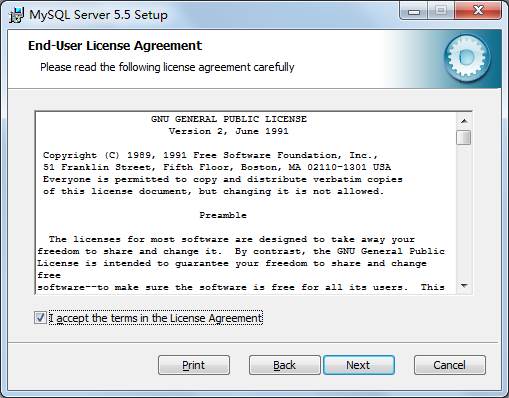 MySQL Server 5.5 Setup
End-User License Agreement
Please read the following license agreement carefully
GNU GENERAL PUBLIC LICENSE
Version 2, June 1991
Copyright (C) 1989, 1991 Free Software Foundation, Inc.,
51 Franklin Street, Fifth Floor, Boston, MA 02110-1301 USA
Everyone is permitted to copy and distribute verbatim copies
of this license document, but changing it is not allowed.
Preamble
The licenses for most software are designed to take away your
freedom to share and change it.  By contrast, the GNU General Public
License is intended to guarantee your freedom to share and change
free
software--to make sure the software is free for all its users.  This
I accept the terms in the License Agreement
Print Back Next Cancel